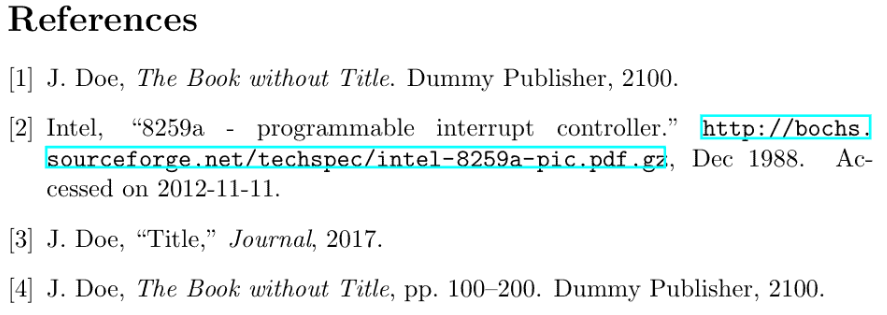 References
[1] J. Doe, The Book without Title. Dummy Publisher, 2100.
[2] Intel, “8259a - programmable interrupt controller.” http://bochs.
sourceforge.net/techspec/intel-8259a-pic.pdf.gz, Dec 1988. Ac-
cessed on 2012-11-11.
[3] J. Doe, “Title,” Journal, 2017.
[4] J. Doe, The Book without Title, pp. 100–200. Dummy Publisher, 2100.